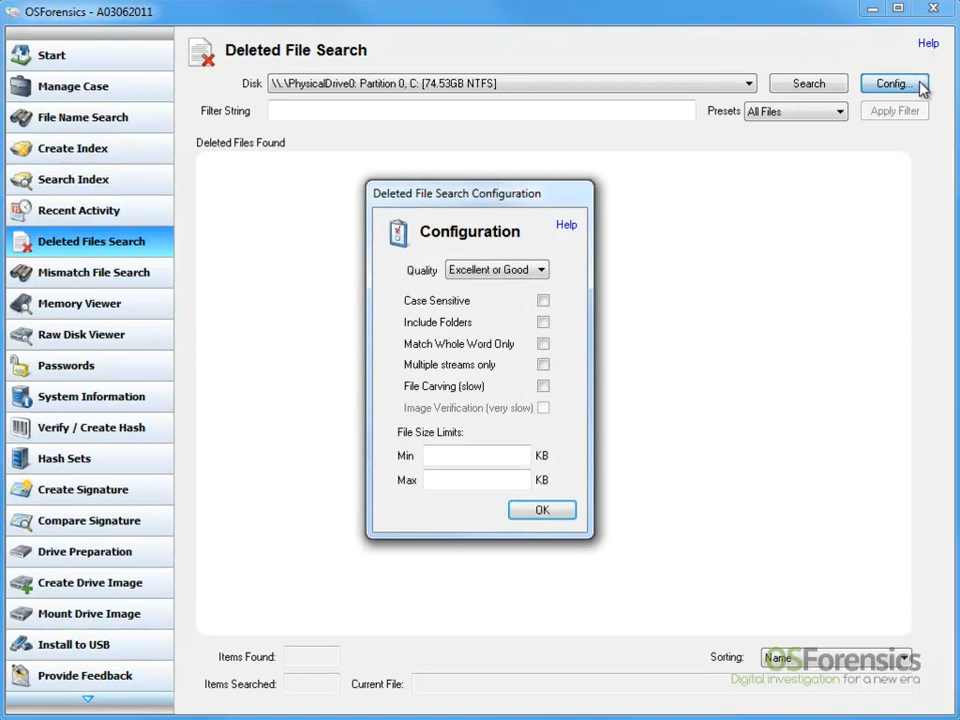 OSForensics - A03062011
Start
Manage Case
File Name Search
Create Index
Search Index
Recent Activity
Deleted Files Search
Mismatch File Search
Memory Viewer
Raw Disk Viewer
Passwords
System Information
Verify / Create Hash
Hash Sets
Create Signature
Compare Signature
Drive Preparation
Create Drive Image
Mount Drive Image
Install to USB
Provide Feedback
Deleted File Search
Help
Disk \\.\PhysicalDrive0: Partition 0, C: [74.53GB NTFS] Search Config...
Filter String Presets All Files Apply Filter
Deleted Files Found
Deleted File Search Configuration
Configuration Help
Quality Excellent or Good
Case Sensitive
Include Folders
Match Whole Word Only
Multiple streams only
File Carving (slow)
Image Verification (very slow)
File Size Limits:
Min KB
Max KB
OK
Items Found: Sorting: Name
Items Searched: Current File:
OSForensics
Digital investigation for a new era